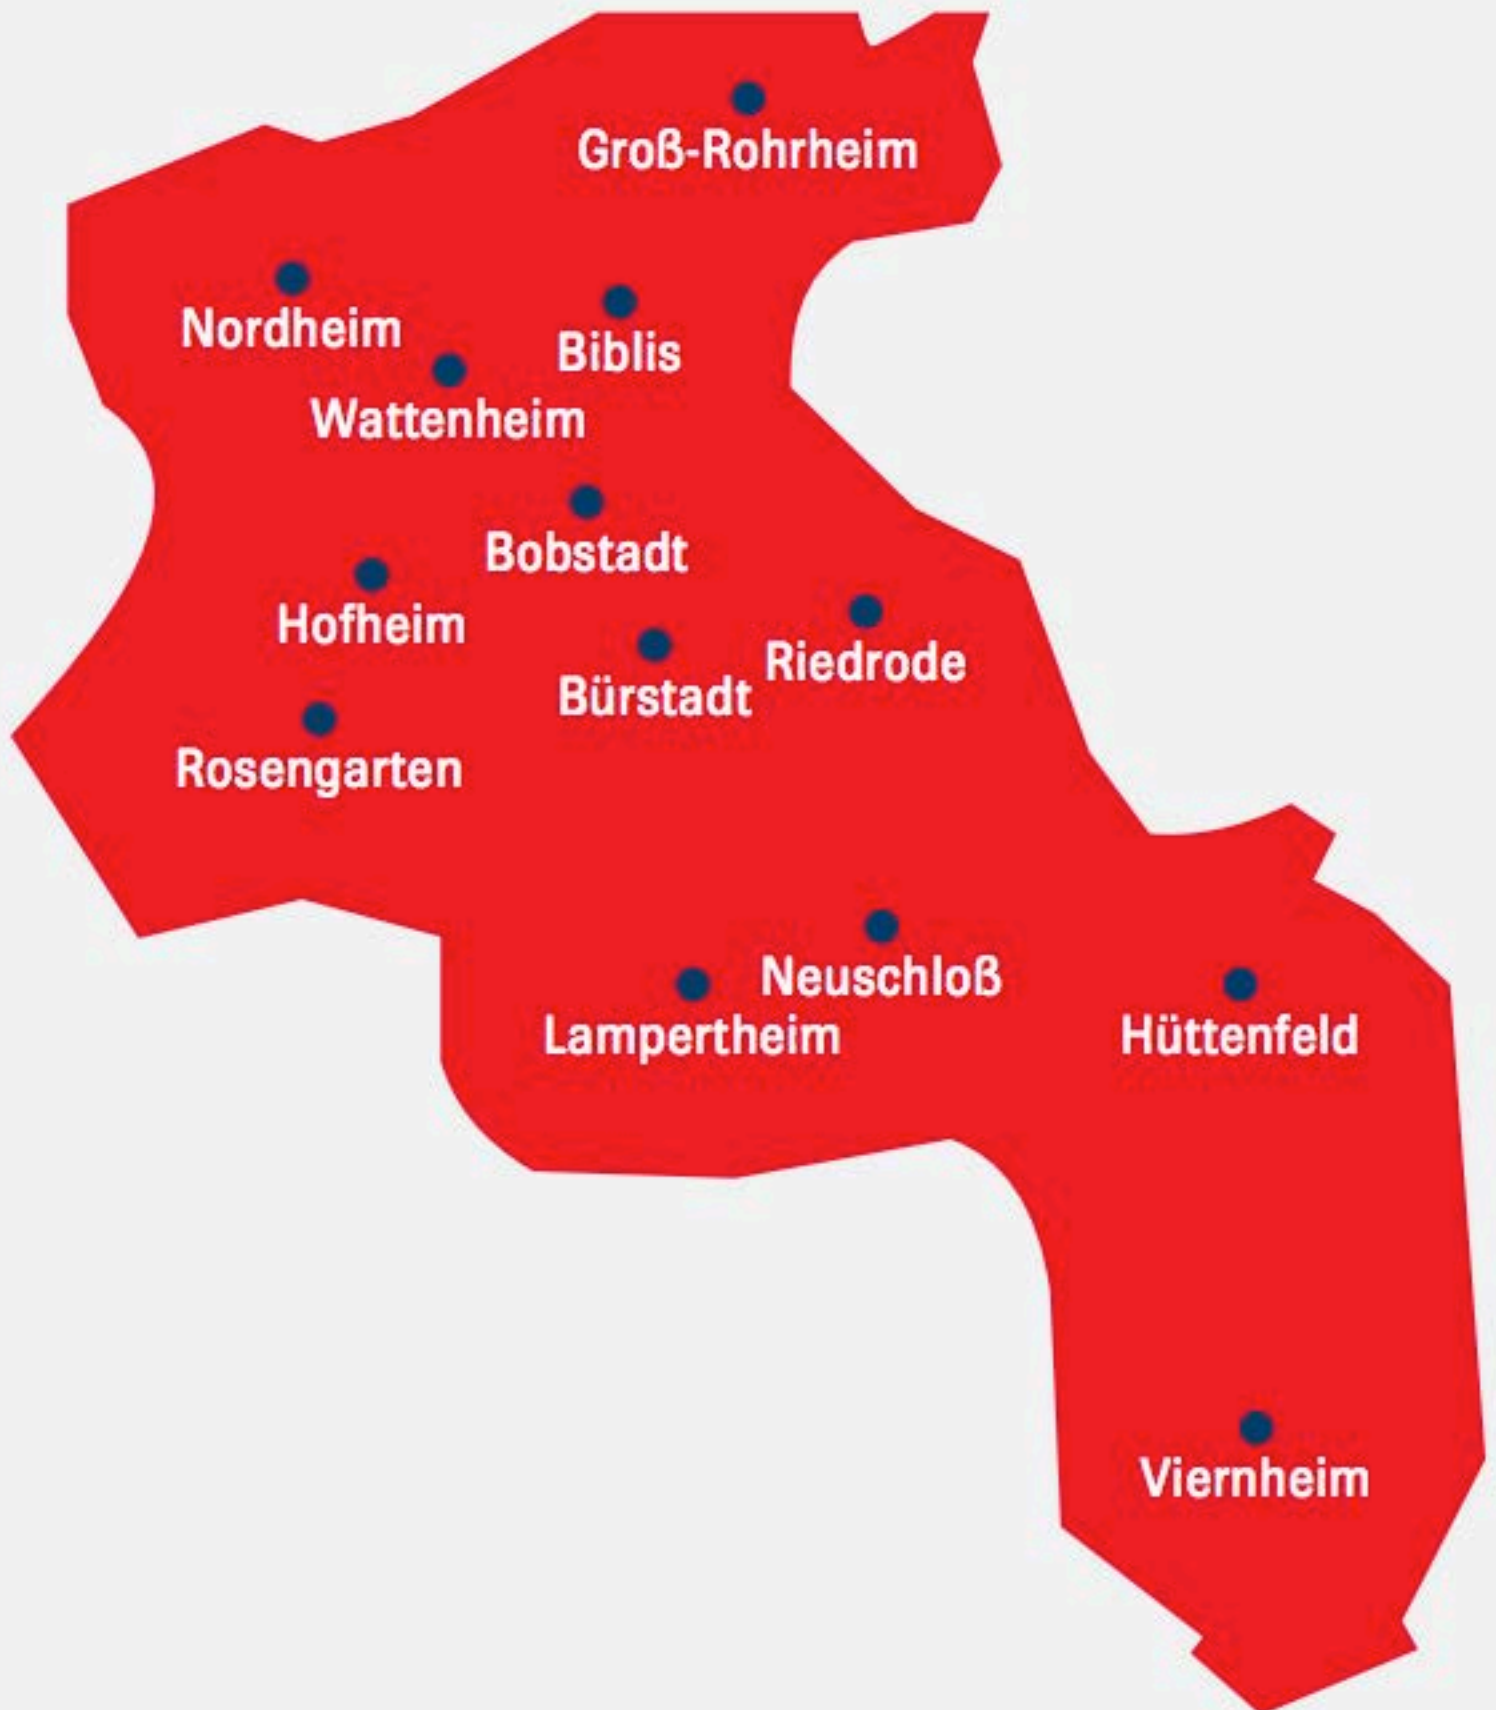 Groß-Rohrheim
Nordheim
Biblis
Wattenheim
Bobstadt
Hofheim
Riedrode
Bürstadt
Rosengarten
Neuschloß
Lampertheim
Hüttenfeld
Viernheim